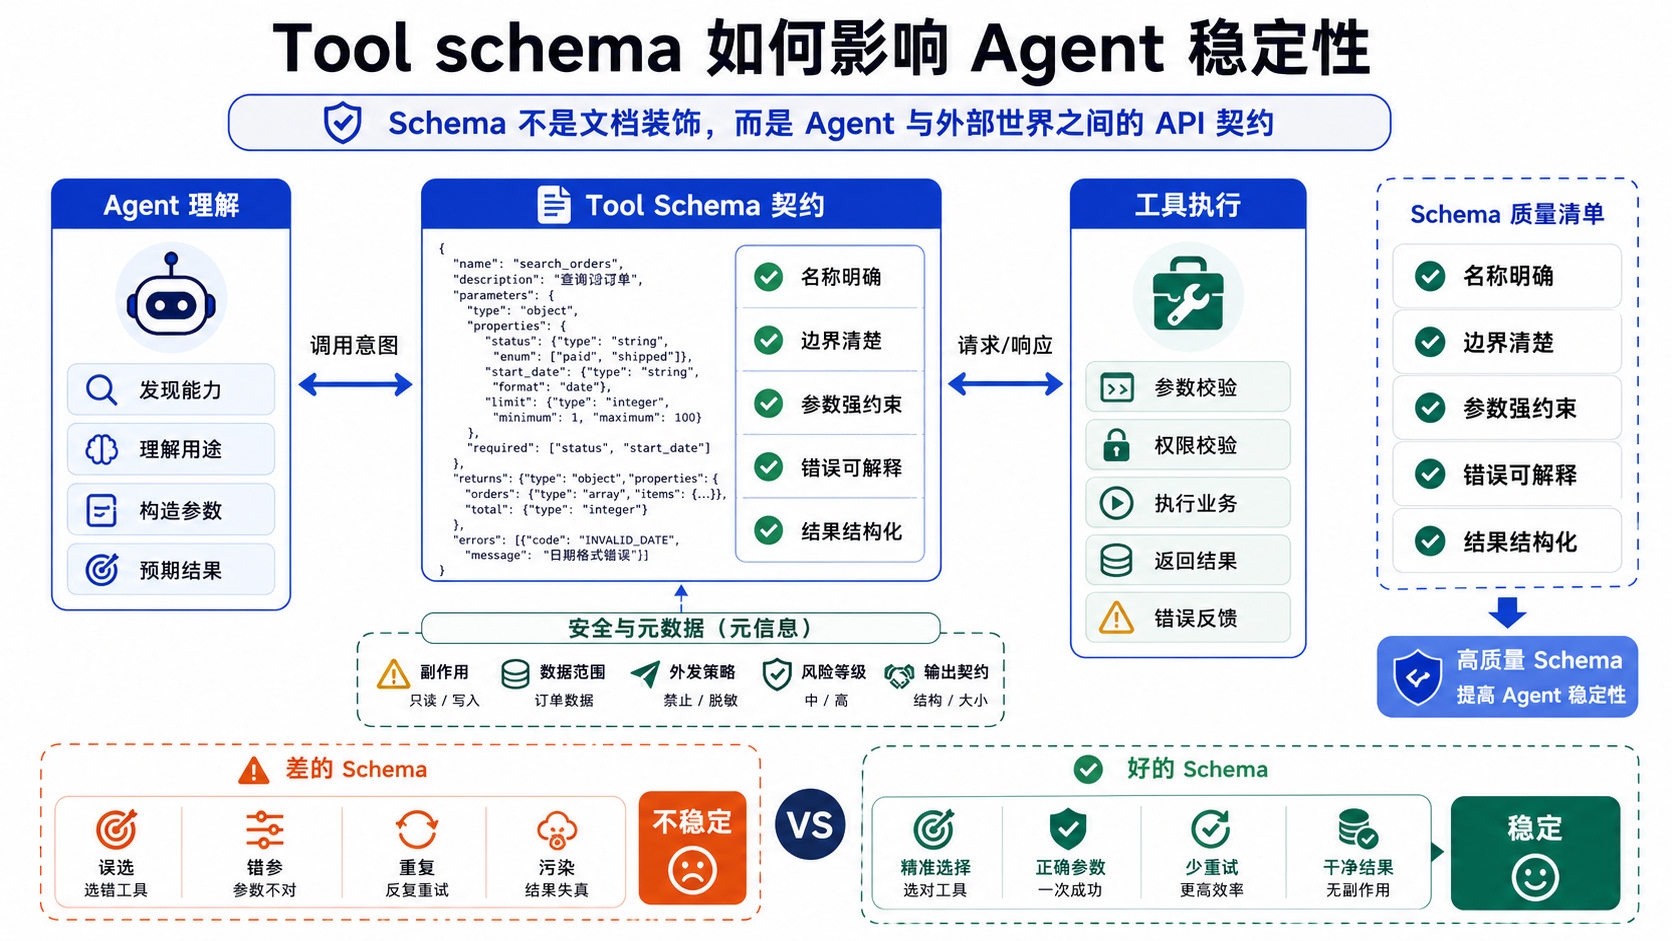 Tool schema 如何影响 Agent 稳定性
Schema 不是文档装饰，而是 Agent 与外部世界之间的 API 契约
Agent 理解
发现能力
理解用途
构造参数
预期结果
调用意图
Tool Schema 契约
{
"name": "search_orders",
"description": "查询订单",
"parameters": {
"type": "object",
"properties": {
"status": {"type": "string",
"enum": ["paid", "shipped"]},
"start_date": {"type": "string",
"format": "date"},
"limit": {"type": "integer",
"minimum": 1, "maximum": 100}
},
"required": ["status", "start_date"]
},
"returns": {"type": "object", "properties": {
"orders": {"type": "array", "items": {...}},
"total": {"type": "integer"}
},
"errors": [{"code": "INVALID_DATE",
"message": "日期格式错误"}]
}
名称明确
边界清楚
参数强约束
错误可解释
结果结构化
请求/响应
工具执行
参数校验
权限校验
执行业务
返回结果
错误反馈
Schema 质量清单
名称明确
边界清楚
参数强约束
错误可解释
结果结构化
高质量 Schema
提高 Agent 稳定性
安全与元数据（元信息）
副作用
只读 / 写入
数据范围
订单数据
外发策略
禁止 / 脱敏
风险等级
中 / 高
输出契约
结构 / 大小
差的 Schema
误选
选错工具
错参
参数不对
重复
反复重试
污染
结果失真
不稳定
VS
好的 Schema
精准选择
选对工具
正确参数
一次成功
少重试
更高效率
干净结果
无副作用
稳定